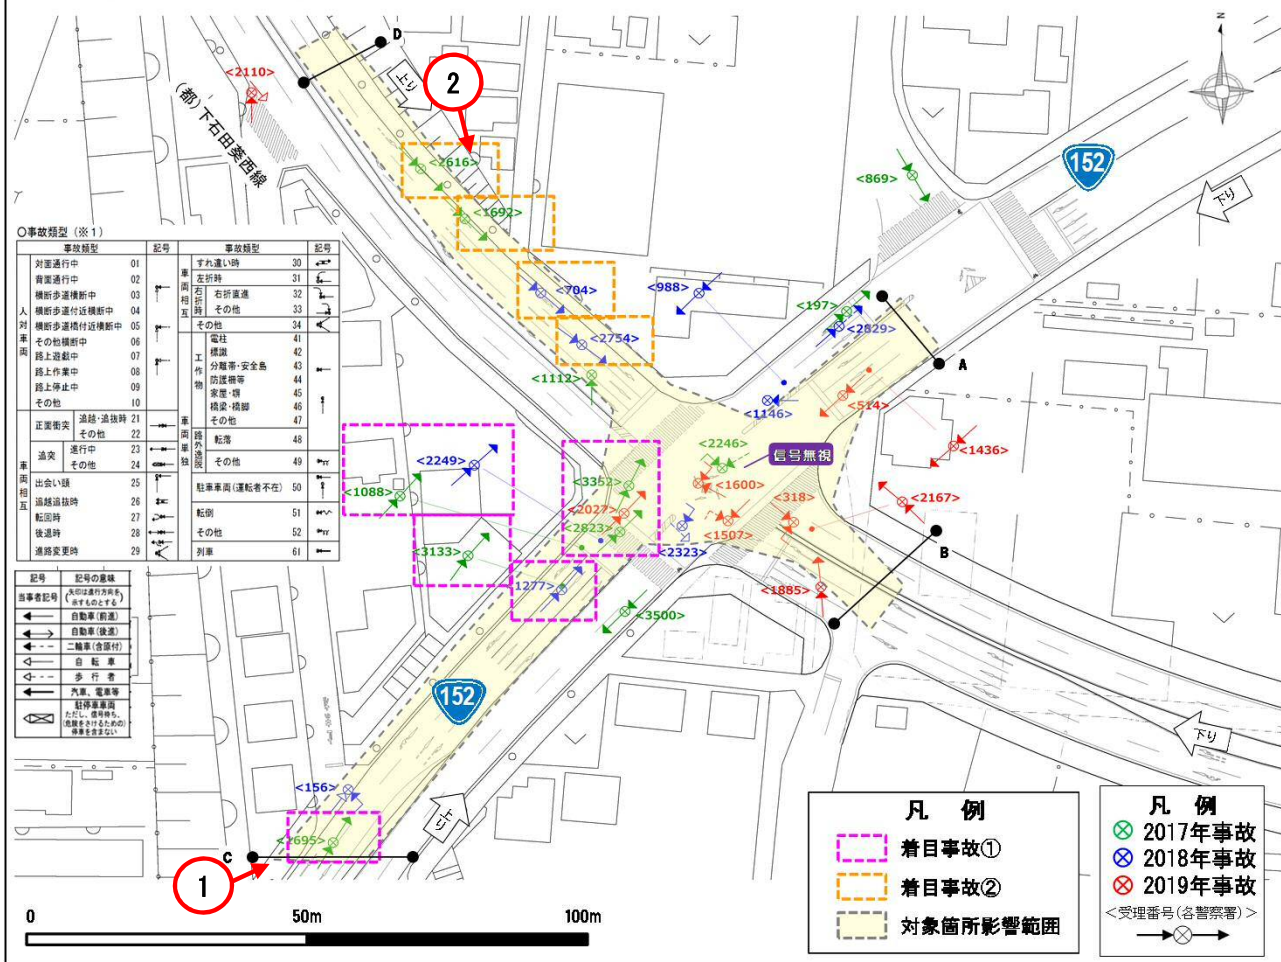 D
<2110>
上り
2
(都)下石田葵西線
152
下り
<869>
<2616>
<1692>
<704>
<988>
<197>
<2829>
<2754>
A
<1112>
<1146>
<514>
<2246>
信号無視
<1436>
<2249>
<1088>
<3352>
<1600>
<2027>
<318>
<2167>
<2823>
<1507>
<2323>
B
<3133>
1277>
<1885>
<3500>
152
下り
<156>
上り
695>
C
1
0 50m 100m
N
○事故類型(※1)
事故類型 記号 事故類型 記号
人対車両
対面通行中 01
背面通行中 02
横断歩道横断中 03
横断歩道付近横断中 04
横断歩道橋付近横断中 05
その他横断中 06
路上遊戯中 07
路上作業中 08
路上停止中 09
その他 10
車両相互
正面衝突 追越・追抜時 21
その他 22
追突 進行中 23
その他 24
出会い頭 25
追越追抜時 26
転回時 27
後退時 28
進路変更時 29
車両相互
すれ違い時 30
左折時 31
右折時 右折直進 32
その他 33
その他 34
車両単独
工作物
電柱 41
標識 42
分離帯・安全島 43
防護柵等 44
家屋・塀 45
橋梁・橋脚 46
その他 47
路外逸脱 転落 48
その他 49
駐車車両(運転者不在) 50
転倒 51
その他 52
列車 61
記号 記号の意味
当事者記号 (矢印は進行方向を示すものとする)
自動車(前進)
自動車(後進)
二輪車(含原付)
自転車
歩行者
汽車、電車等
駐停車車両
ただし、信号待ち、
(危険をさけるための)
停車を含まない
凡例
着目事故①
着目事故②
対象箇所影響範囲
凡例
2017年事故
2018年事故
2019年事故
<受理番号(各警察署)>